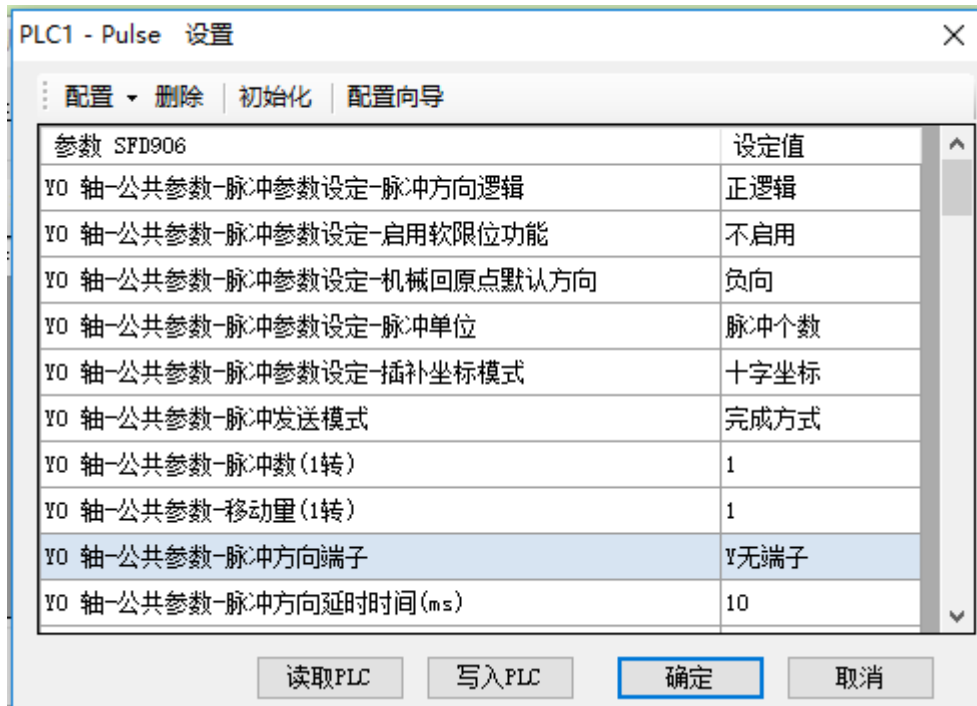 PLC1 - Pulse 设置
配置 删除 初始化 配置向导
参数 SFD906 设定值
Y0 轴-公共参数-脉冲参数设定-脉冲方向逻辑 正逻辑
Y0 轴-公共参数-脉冲参数设定-启用软限位功能 不启用
Y0 轴-公共参数-脉冲参数设定-机械回原点默认方向 负向
Y0 轴-公共参数-脉冲参数设定-脉冲单位 脉冲个数
Y0 轴-公共参数-脉冲参数设定-插补坐标模式 十字坐标
Y0 轴-公共参数-脉冲发送模式 完成方式
Y0 轴-公共参数-脉冲数(1转) 1
Y0 轴-公共参数-移动量(1转) 1
Y0 轴-公共参数-脉冲方向端子 Y无端子
Y0 轴-公共参数-脉冲方向延时时间(ms) 10
读取PLC 写入PLC 确定 取消